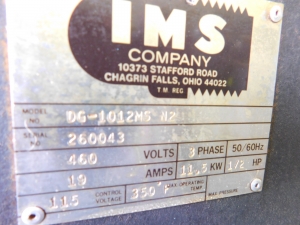 IMS
COMPANY
10373 STAFFORD ROAD
CHAGRIN FALLS, OHIO 44022
T M REG
MODEL NO. DG-1012MS H2
SERIAL NO. 260043
460 VOLTS 3 PHASE 50/60Hz
19 AMPS 11.5 KW 1/2 HP
115 CONTROL VOLTAGE 350°F MAX. OPERATING TEMP MAX. PRESSURE